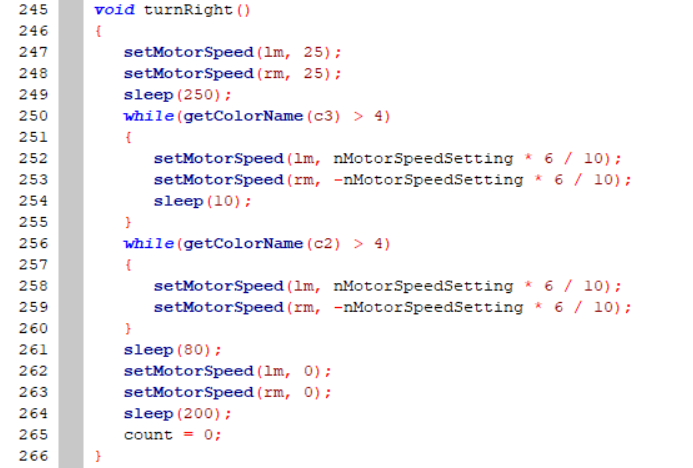 245 void turnRight()
246 {
247 setMotorSpeed(lm, 25);
248 setMotorSpeed(rm, 25);
249 sleep(250);
250 while(getColorName(c3) > 4)
251 {
252 setMotorSpeed(lm, nMotorSpeedSetting * 6 / 10);
253 setMotorSpeed(rm, -nMotorSpeedSetting * 6 / 10);
254 sleep(10);
255 }
256 while(getColorName(c2) > 4)
257 {
258 setMotorSpeed(lm, nMotorSpeedSetting * 6 / 10);
259 setMotorSpeed(rm, -nMotorSpeedSetting * 6 / 10);
260 }
261 sleep(80);
262 setMotorSpeed(lm, 0);
263 setMotorSpeed(rm, 0);
264 sleep(200);
265 count = 0;
266 }